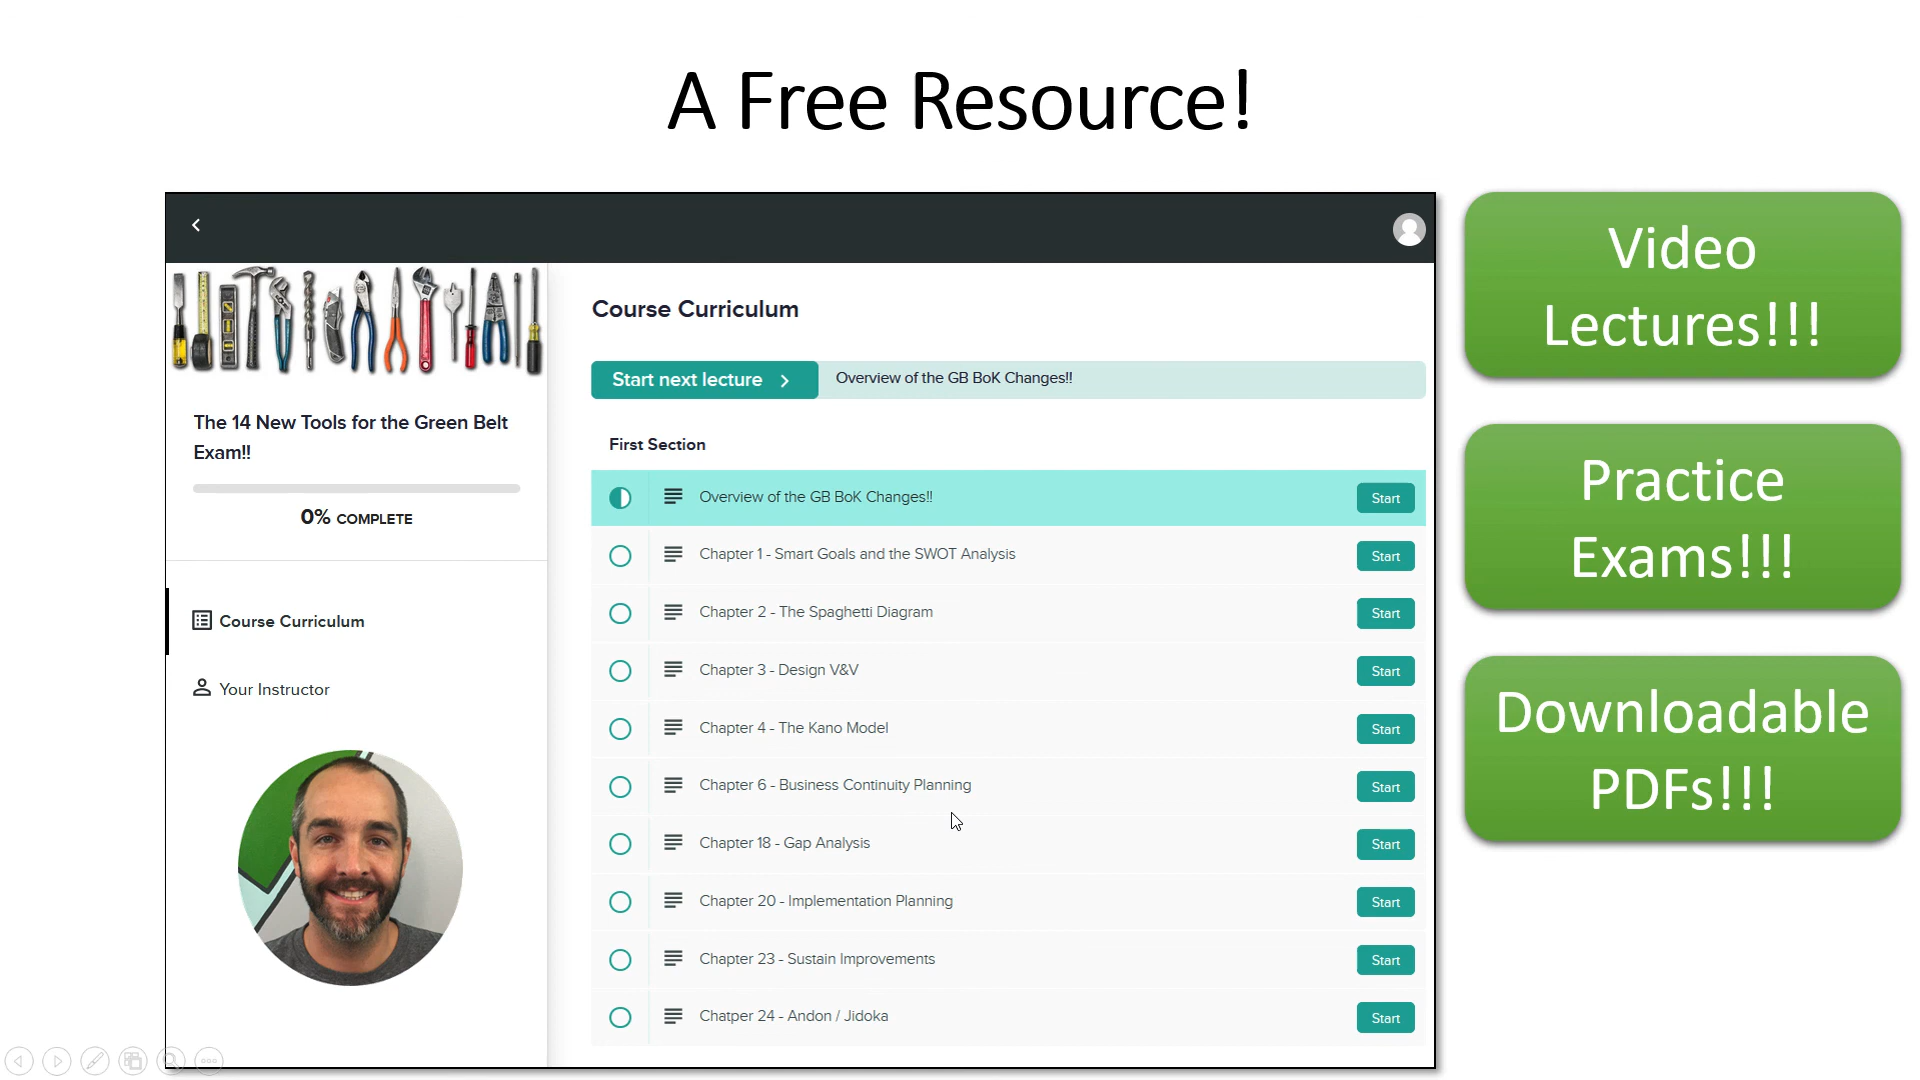 A Free Resource!
The 14 New Tools for the Green Belt
Exam!!
0% COMPLETE
Course Curriculum
Your Instructor
Course Curriculum
Start next lecture
Overview of the GB BoK Changes!!
First Section
Overview of the GB BoK Changes!! Start
Chapter 1 - Smart Goals and the SWOT Analysis Start
Chapter 2 - The Spaghetti Diagram Start
Chapter 3 - Design V&V Start
Chapter 4 - The Kano Model Start
Chapter 6 - Business Continuity Planning Start
Chapter 18 - Gap Analysis Start
Chapter 20 - Implementation Planning Start
Chapter 23 - Sustain Improvements Start
Chatper 24 - Andon / Jidoka Start
Video
Lectures!!!
Practice
Exams!!!
Downloadable
PDFs!!!